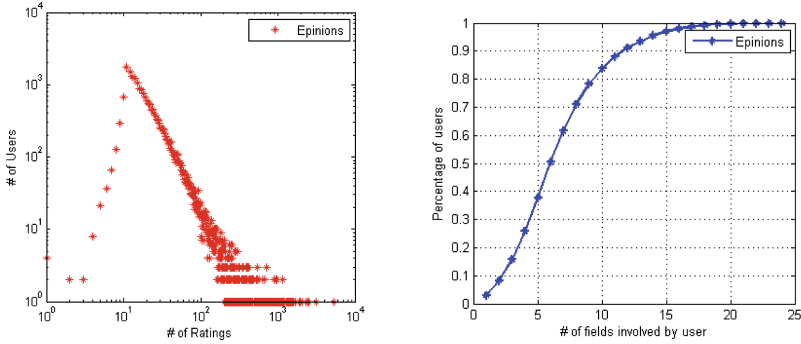 10^4
10^3
10^2
10^1
10^0
# of Users
Epinions
10^0 10^1 10^2 10^3 10^4
# of Ratings
1
0.9
0.8
0.7
0.6
0.5
0.4
0.3
0.2
0.1
0
Percentage of users
Epinions
0 5 10 15 20 25
# of fields involved by user